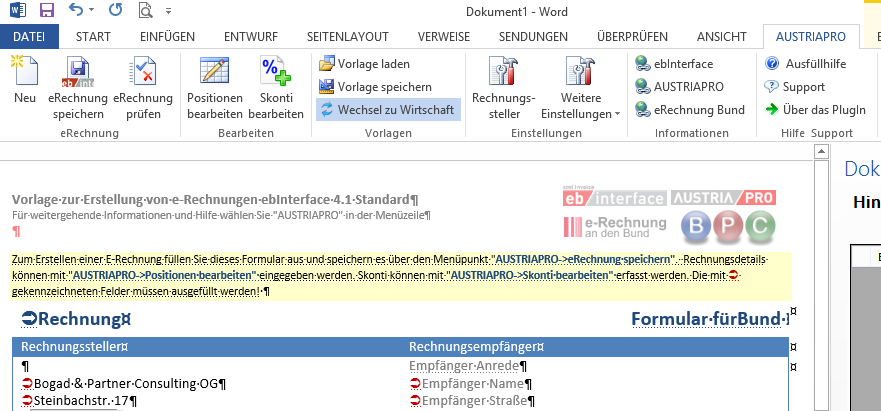 Dokument1 - Word
DATEI START EINFÜGEN ENTWURF SEITENLAYOUT VERWEISE SENDUNGEN ÜBERPRÜFEN ANSICHT AUSTRIAPRO
Neu
eRechnung speichern
eRechnung prüfen
eRechnung
Positionen bearbeiten
Skonti bearbeiten
Bearbeiten
Vorlage laden
Vorlage speichern
Wechsel zu Wirtschaft
Vorlagen
Rechnungs-
steller
Weitere
Einstellungen
Einstellungen
ebInterface
AUSTRIAPRO
eRechnung Bund
Informationen
Ausfüllhilfe
Support
Über das PlugIn
Hilfe Support
Vorlage·zur·Erstellung·von·e-Rechnungen·ebInterface·4.1·Standard¶
Für·weitergehende·Informationen·und·Hilfe·wählen·Sie·"AUSTRIAPRO"·in·der·Menüzeile¶
¶
eb/interface AUSTRIA/PRO
e-Rechnung
an den Bund
B P C
Zum·Erstellen·einer·E-Rechnung·füllen·Sie·dieses·Formular·aus·und·speichern·es·über·den·Menüpunkt·"AUSTRIAPRO->eRechnung·speichern".··Rechnungsdetails·
können·mit·"AUSTRIAPRO->Positionen·bearbeiten"·eingegeben·werden.·Skonti·können·mit·"AUSTRIAPRO->Skonti·bearbeiten"·erfasst·werden.·Die·mit·
gekennzeichneten·Felder·müssen·ausgefüllt·werden!·¶
Rechnung¤ Formular·für·Bund·¤
Rechnungssteller¤ Rechnungsempfänger¤ ¤
¶ Empfänger·Anrede¶ ¤
Bogad·&·Partner·Consulting·OG¶ Empfänger·Name¶
Steinbachstr.·17¶ Empfänger·Straße¶
Dok
Hin